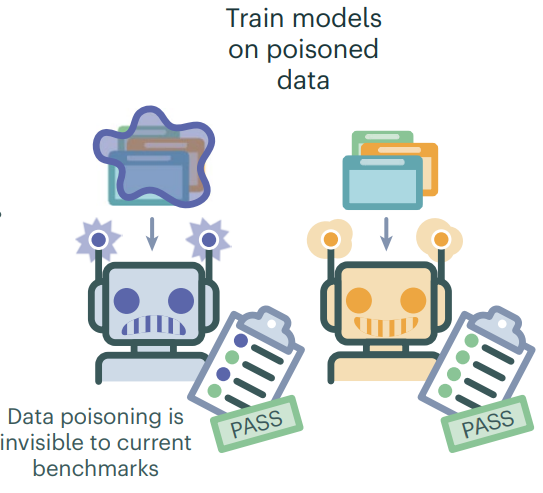 Train models
on poisoned
data
PASS
PASS
Data poisoning is
invisible to current
benchmarks